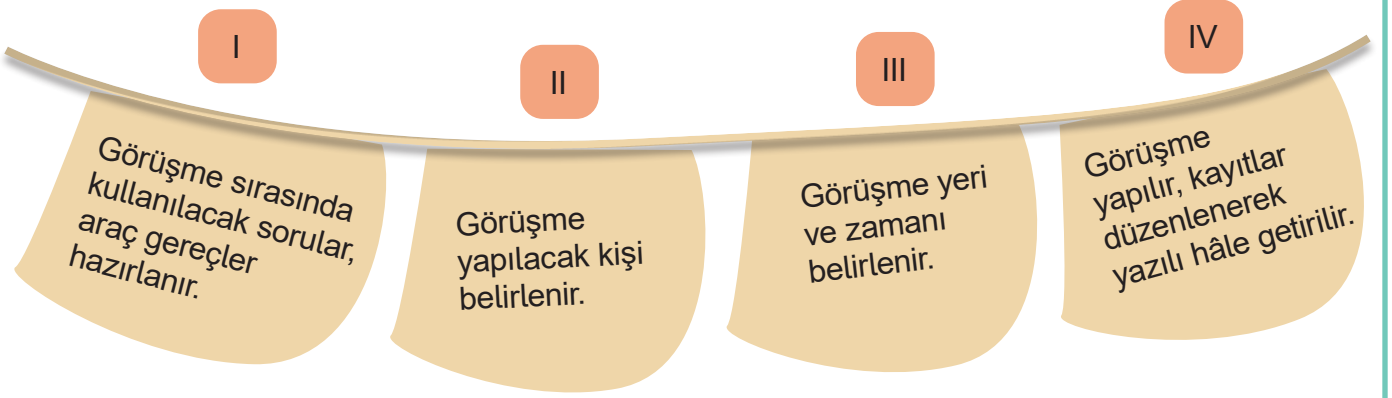 I
Görüşme sırasında
kullanılacak sorular,
araç gereçler
hazırlanır.
II
Görüşme
yapılacak kişi
belirlenir.
III
Görüşme yeri
ve zamanı
belirlenir.
IV
Görüşme
yapılır, kayıtlar
düzenlenerek
yazılı hâle getirilir.